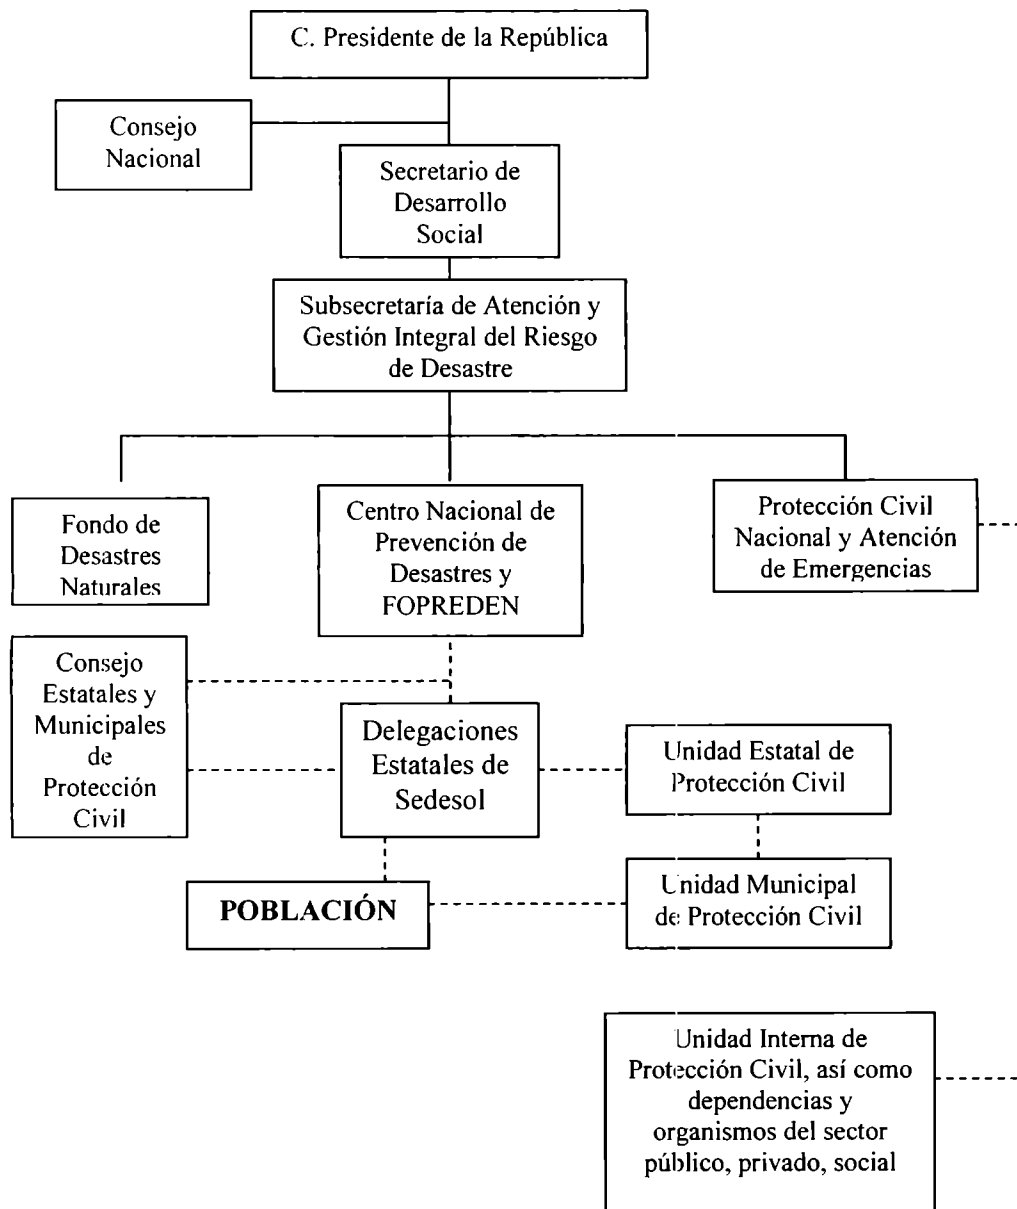 C. Presidente de la República
Consejo
Nacional
Secretario de
Desarrollo
Social
Subsecretaría de Atención y
Gestión Integral del Riesgo
de Desastre
Fondo de
Desastres
Naturales
Centro Nacional de
Prevención de
Desastres y
FOPREDEN
Protección Civil
Nacional y Atención
de Emergencias
Consejo
Estatales y
Municipales
de
Protección
Civil
Delegaciones
Estatales de
Sedesol
Unidad Estatal de
Protección Civil
POBLACIÓN
Unidad Municipal
de Protección Civil
Unidad Interna de
Protección Civil, así como
dependencias y
organismos del sector
público, privado, social